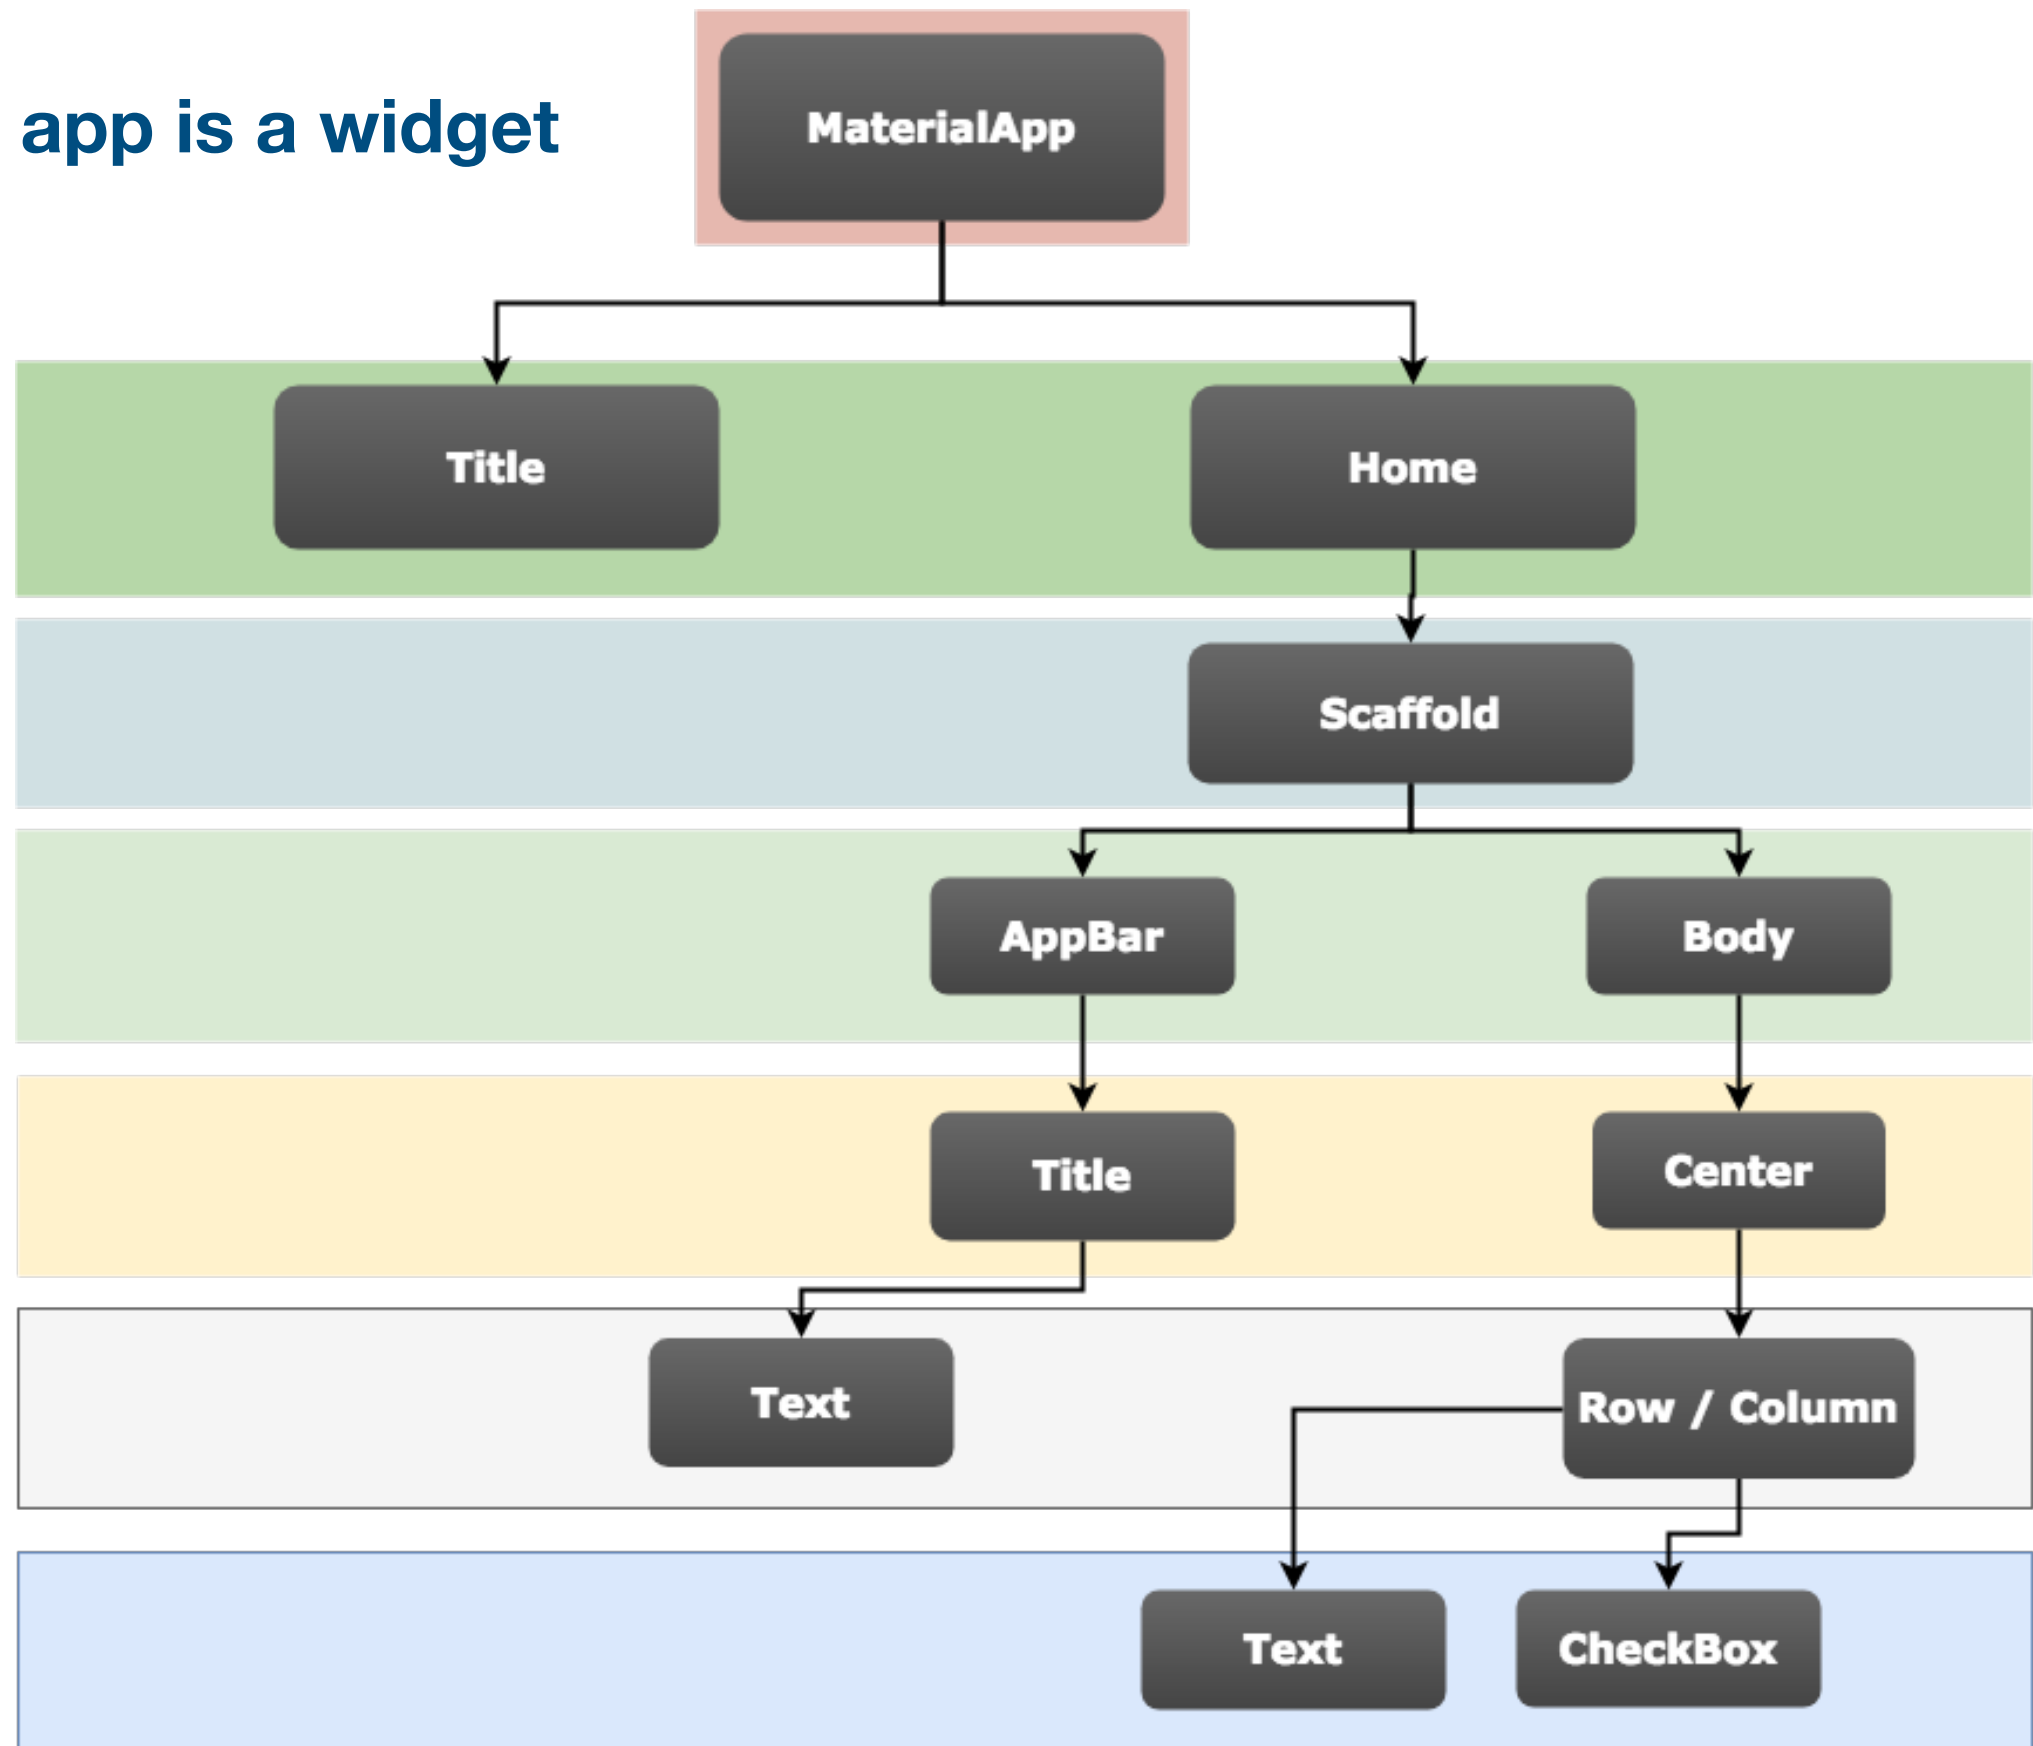 app is a widget
MaterialApp
Title
Home
Scaffold
AppBar
Body
Title
Center
Text
Row / Column
Text
CheckBox